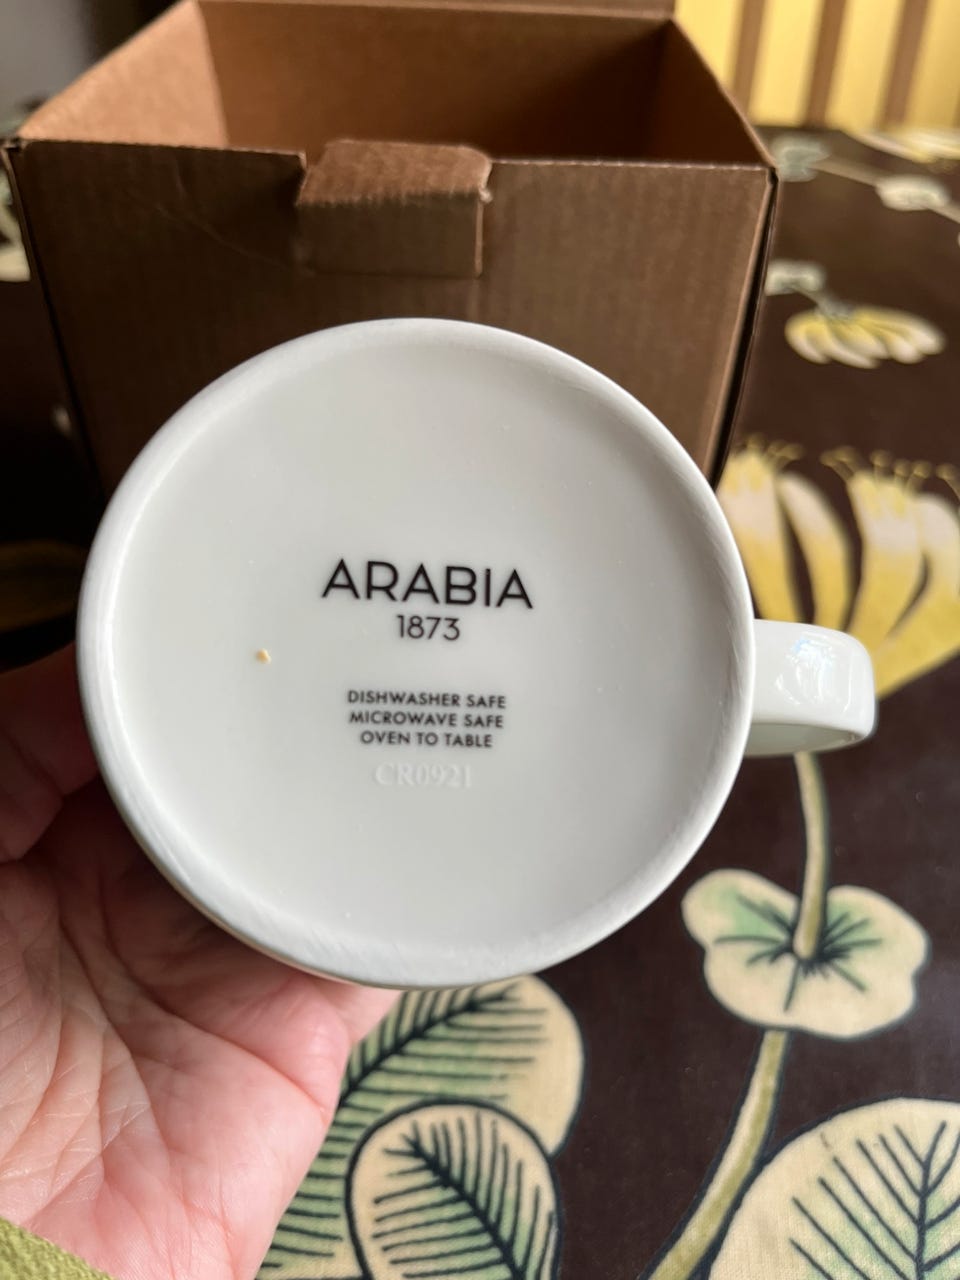 ARABIA
1873
DISHWASHER SAFE
MICROWAVE SAFE
OVEN TO TABLE
CR0921